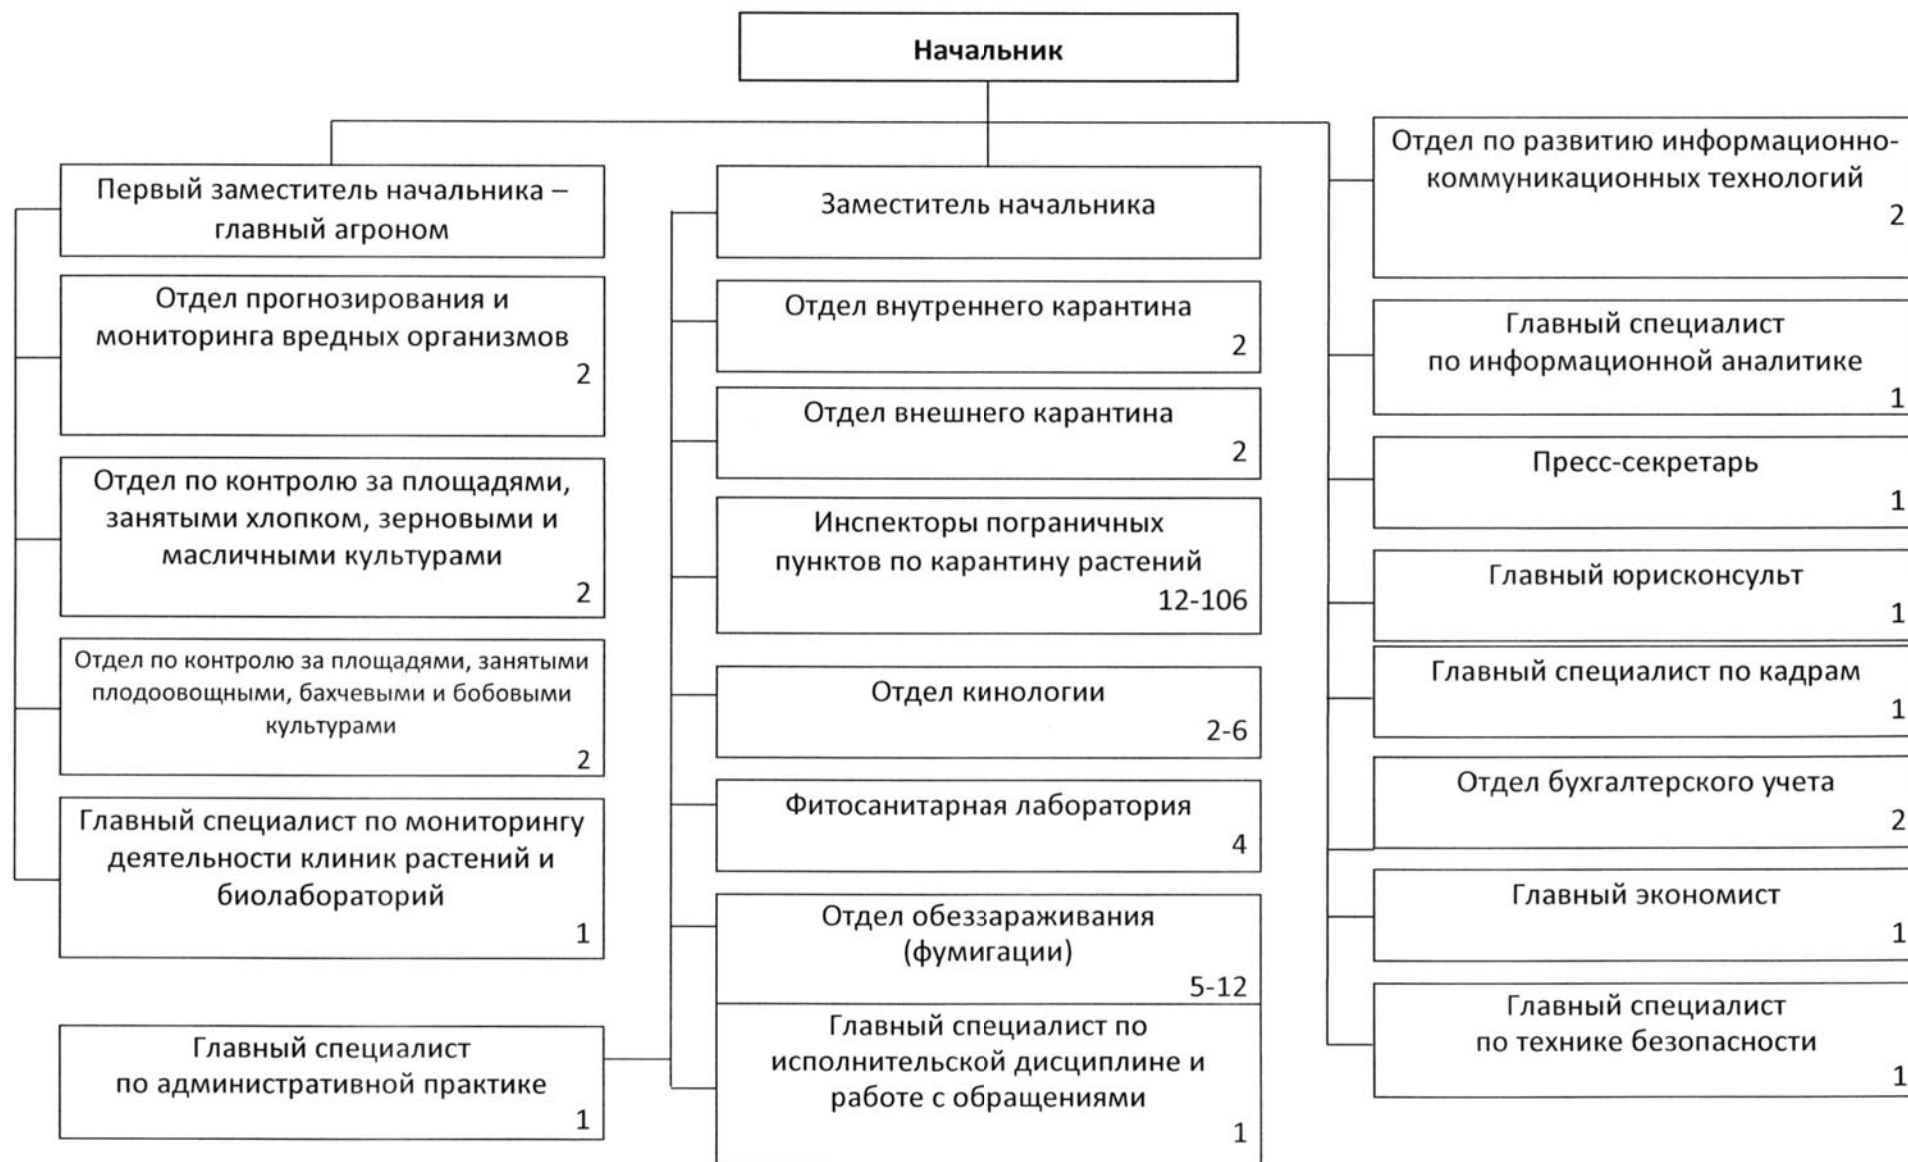 Начальник
Первый заместитель начальника –
главный агроном
Отдел прогнозирования и
мониторинга вредных организмов
2
Отдел по контролю за площадями,
занятыми хлопком, зерновыми и
масличными культурами
2
Отдел по контролю за площадями, занятыми
плодоовощными, бахчевыми и бобовыми
культурами
2
Главный специалист по мониторингу
деятельности клиник растений и
биолабораторий
1
Главный специалист
по административной практике
1
Заместитель начальника
Отдел внутреннего карантина
2
Отдел внешнего карантина
2
Инспекторы пограничных
пунктов по карантину растений
12-106
Отдел кинологии
2-6
Фитосанитарная лаборатория
4
Отдел обеззараживания
(фумигации)
5-12
Главный специалист по
исполнительской дисциплине и
работе с обращениями
1
Отдел по развитию информационно-
коммуникационных технологий
2
Главный специалист
по информационной аналитике
1
Пресс-секретарь
1
Главный юрисконсульт
1
Главный специалист по кадрам
1
Отдел бухгалтерского учета
2
Главный экономист
1
Главный специалист
по технике безопасности
1